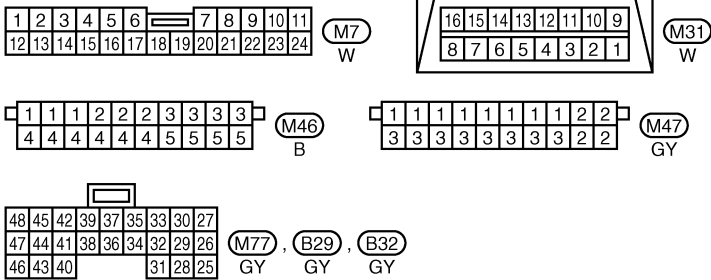 1 2 3 4 5 6 7 8 9 10 11
12 13 14 15 16 17 18 19 20 21 22 23 24
M7
W
16 15 14 13 12 11 10 9
8 7 6 5 4 3 2 1
M31
W
1 1 1 2 2 2 3 3 3 3
4 4 4 4 4 4 5 5 5 5
M46
B
1 1 1 1 1 1 1 1 2 2
3 3 3 3 3 3 3 3 2 2
M47
GY
48 45 42 39 37 35 33 30 27
47 44 41 38 36 34 32 29 26
46 43 40 31 28 25
M77 , B29 , B32
GY GY GY